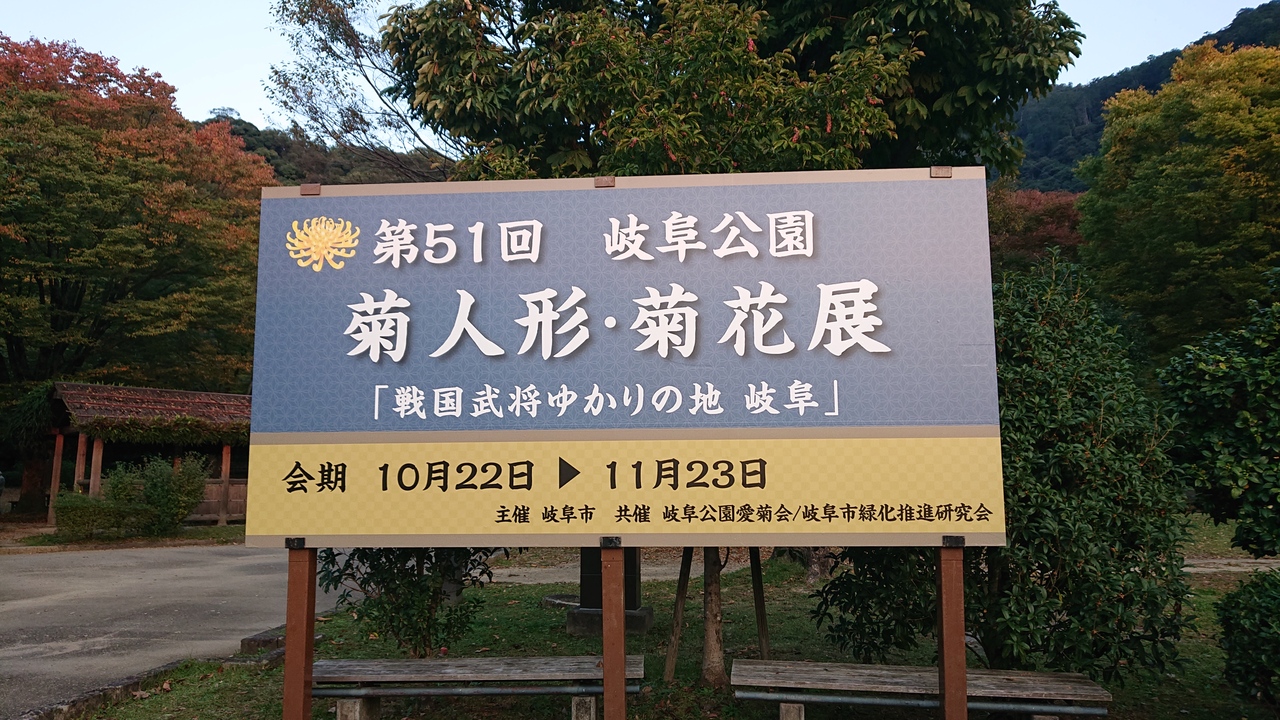 第51回　岐阜公園
菊人形・菊花展
「戦国武将ゆかりの地 岐阜」
会期　10月22日 ▶ 11月23日
主催 岐阜市　共催 岐阜公園愛菊会/岐阜市緑化推進研究会